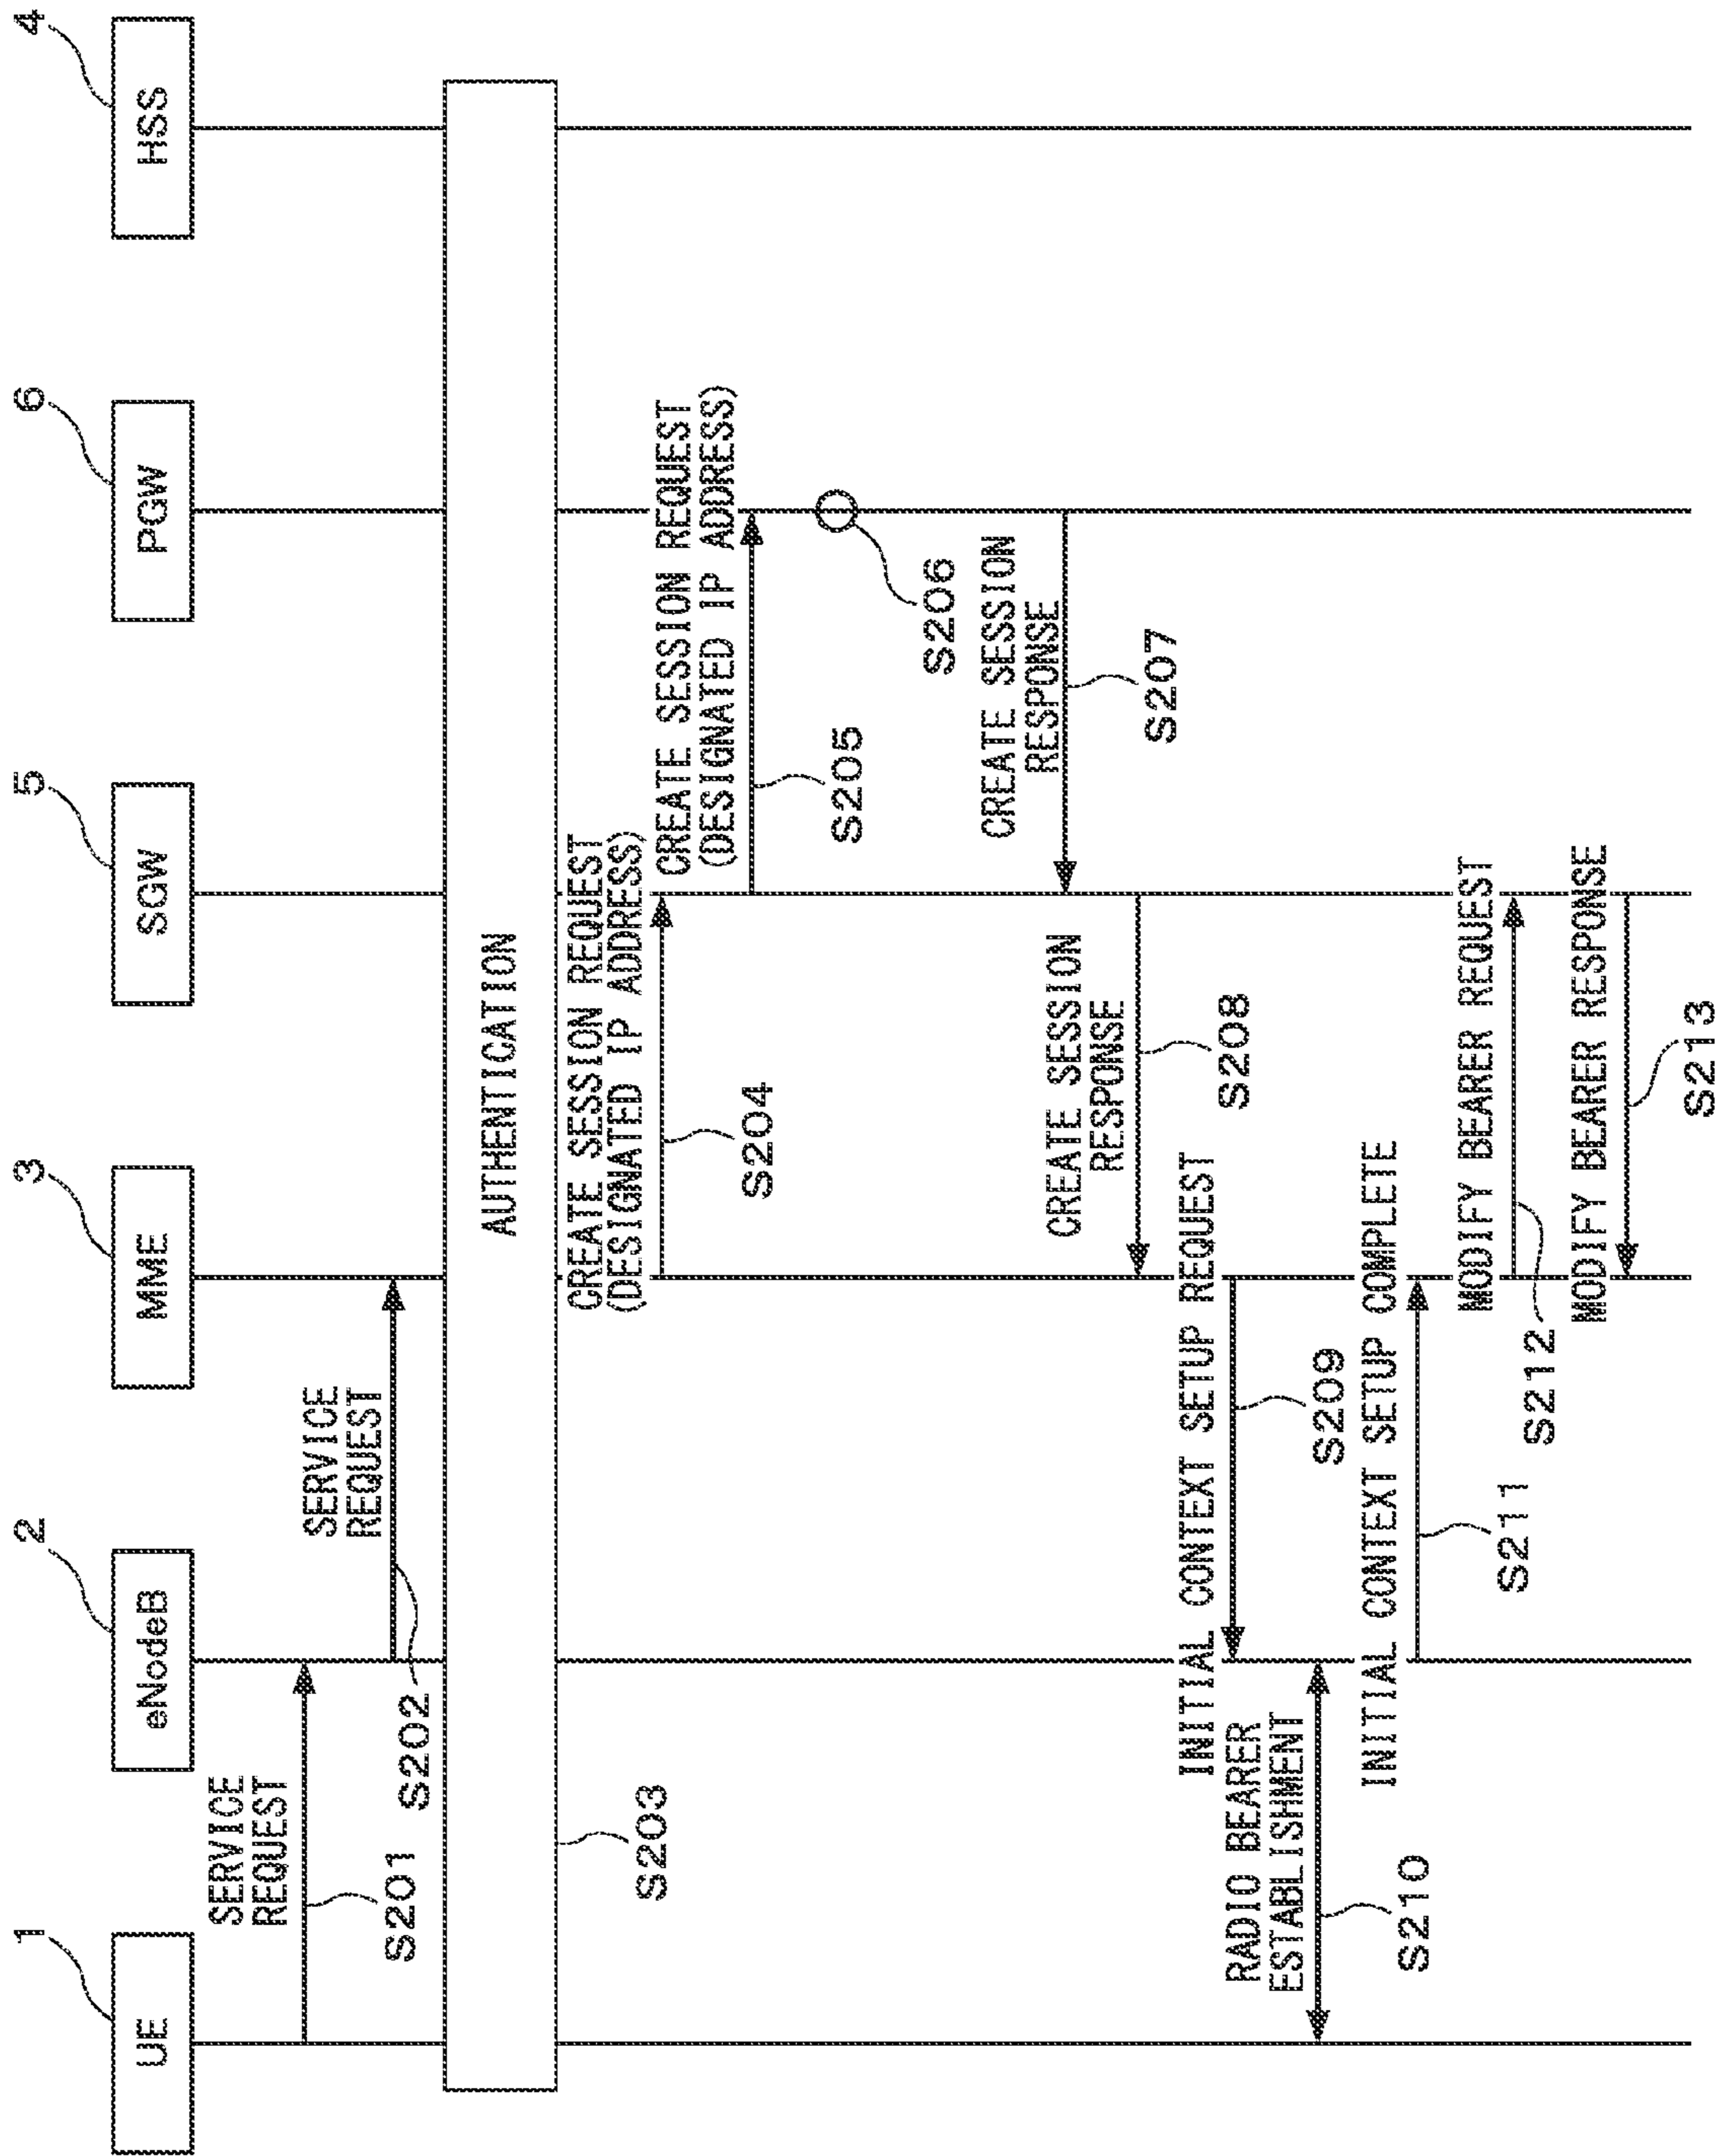 1
UE
2
eNodeB
3
MME
5
SGW
6
PGW
4
HSS
SERVICE
REQUEST
S201
SERVICE
REQUEST
S202
AUTHENTICATION
S203
CREATE SESSION REQUEST
(DESIGNATED IP ADDRESS)
S204
CREATE SESSION REQUEST
(DESIGNATED IP ADDRESS)
S205
S206
CREATE SESSION
RESPONSE
S207
CREATE SESSION
RESPONSE
S208
INITIAL CONTEXT SETUP REQUEST
S209
RADIO BEARER
ESTABLISHMENT
S210
INITIAL CONTEXT SETUP COMPLETE
S211
MODIFY BEARER REQUEST
S212
MODIFY BEARER RESPONSE
S213